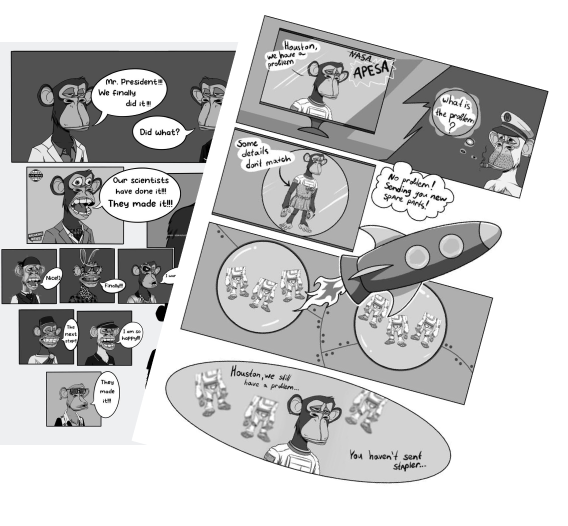 Mr. President!!!
We finally
did it!!!
Did what?
Our scientists
have done it!!!
They made it!!!
Nice!!
Finally!!!
The
next
step!!
I am so
happy!!!
They
made
it!!!
Houston,
we have a
problem
NASA
APESA
What is
the problem
?
Some
details
don't match
No problem!
Sending you new
spare parts!
Houston, we still
have a problem...
You haven't sent
stapler...